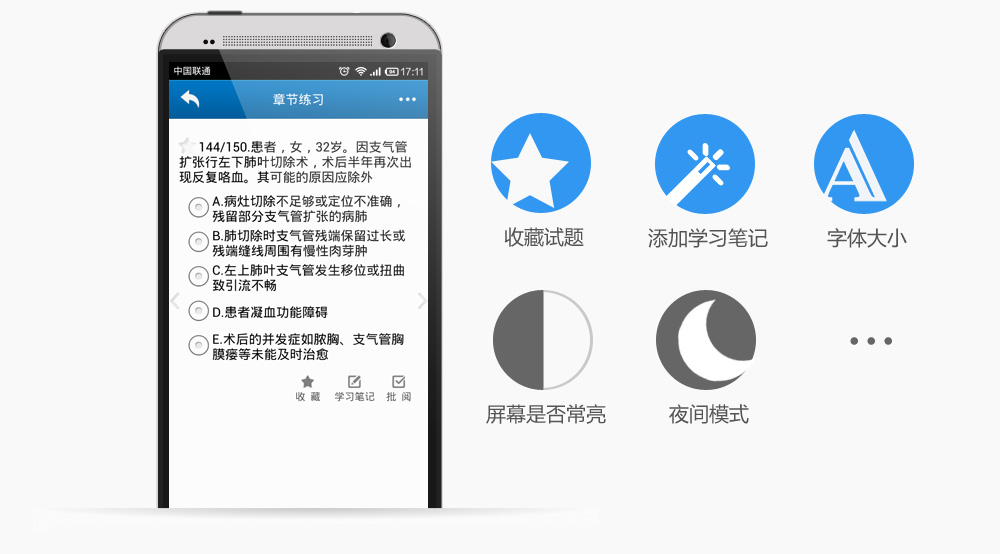 中国联通
84
17:11
章节练习
144/150.患者，女，32岁。因支气管
扩张行左下肺叶切除术，术后半年再次出
现反复咯血。其可能的原因应除外
A.病灶切除不足够或定位不准确，
残留部分支气管扩张的病肺
B.肺切除时支气管残端保留过长或
残端缝线周围有慢性肉芽肿
C.左上肺叶支气管发生移位或扭曲
致引流不畅
D.患者凝血功能障碍
E.术后的并发症如脓胸、支气管胸
膜瘘等未能及时治愈
收 藏
学习笔记
批 阅
收藏试题
添加学习笔记
A
字体大小
屏幕是否常亮
夜间模式